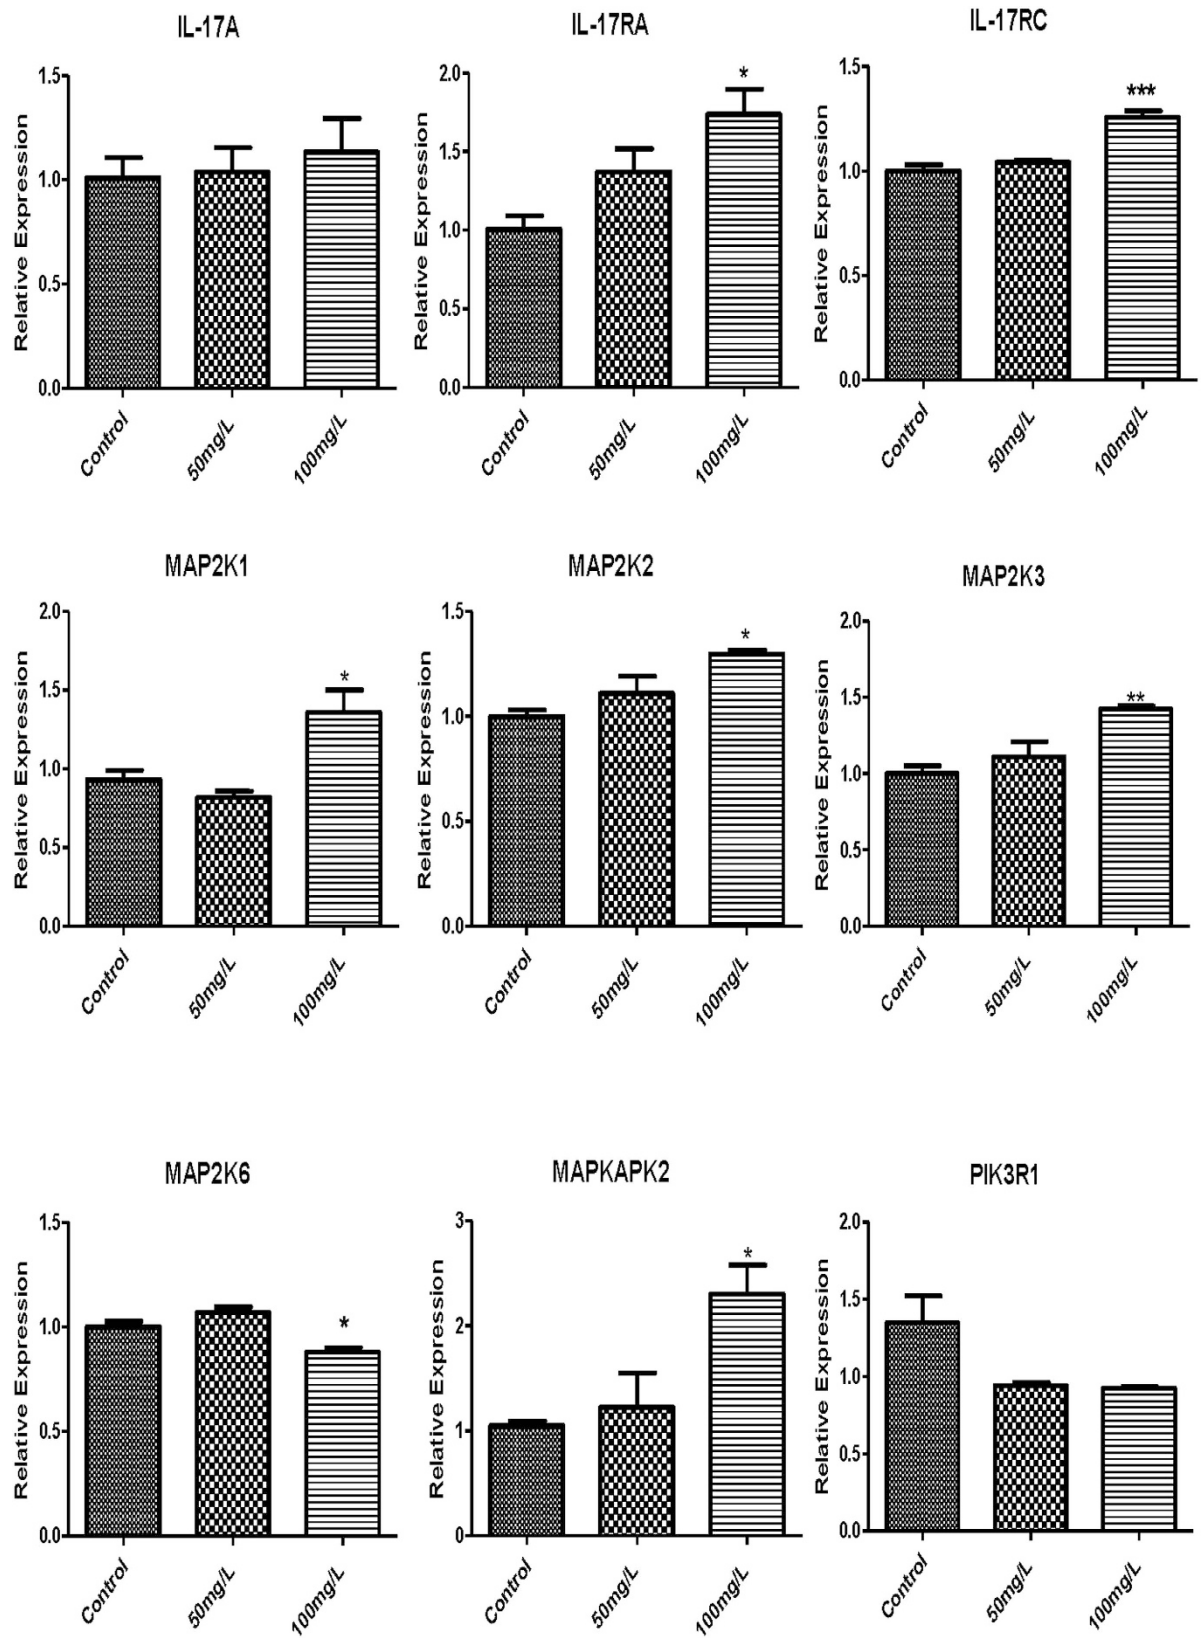 IL-17A
Relative Expression
1.5
1.0
0.5
0.0
Control
50mg/L
100mg/L
IL-17RA
Relative Expression
2.0
1.5
1.0
0.5
0.0
*
Control
50mg/L
100mg/L
IL-17RC
Relative Expression
1.5
1.0
0.5
0.0
***
Control
50mg/L
100mg/L
MAP2K1
Relative Expression
2.0
1.5
1.0
0.5
0.0
*
Control
50mg/L
100mg/L
MAP2K2
Relative Expression
1.5
1.0
0.5
0.0
*
Control
50mg/L
100mg/L
MAP2K3
Relative Expression
2.0
1.5
1.0
0.5
0.0
**
Control
50mg/L
100mg/L
MAP2K6
Relative Expression
1.5
1.0
0.5
0.0
*
Control
50mg/L
100mg/L
MAPKAPK2
Relative Expression
3
2
1
0
*
Control
50mg/L
100mg/L
PIK3R1
Relative Expression
2.0
1.5
1.0
0.5
0.0
Control
50mg/L
100mg/L